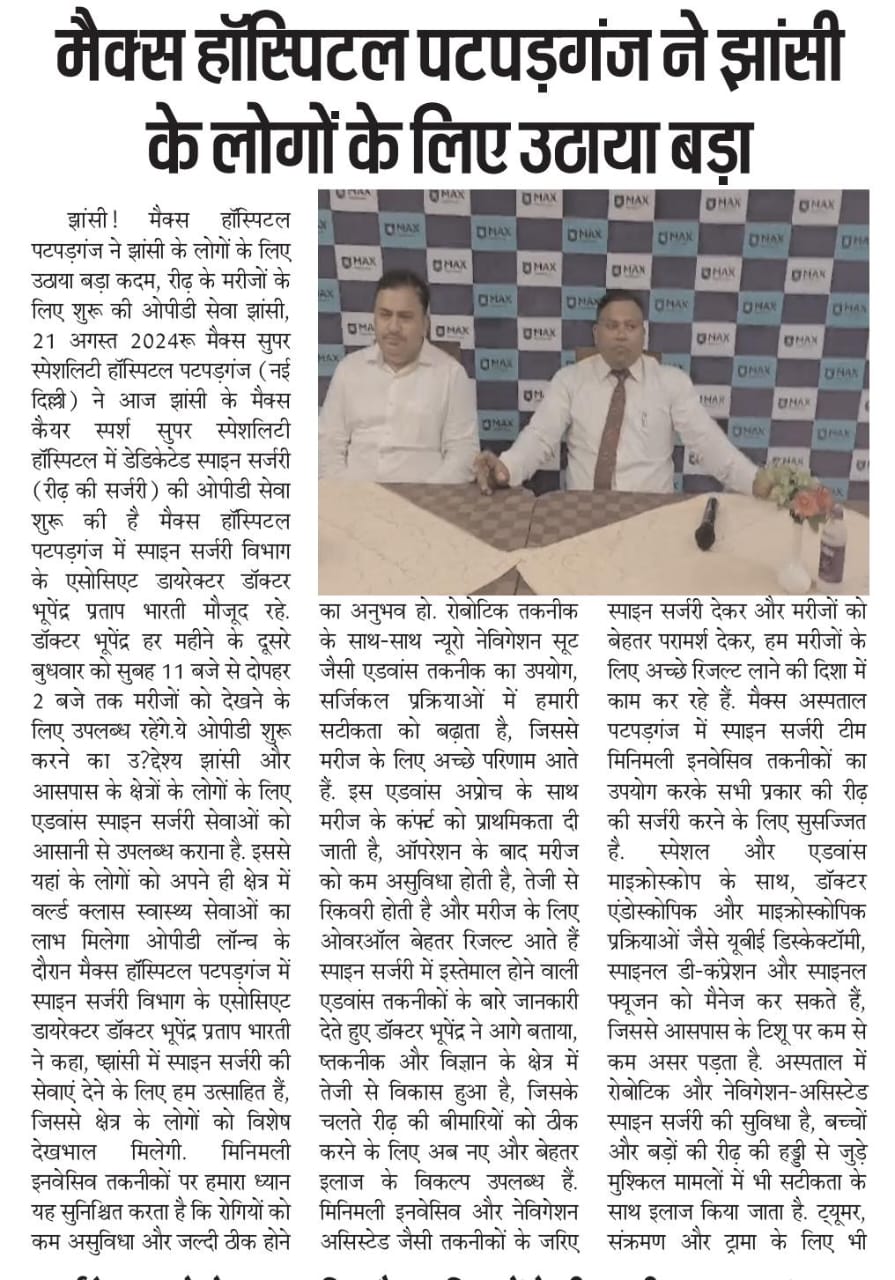 मैक्स हॉस्पिटल पटपड़गंज ने झांसी
के लोगों के लिए उठाया बड़ा
झांसी! मैक्स हॉस्पिटल
पटपड़गंज ने झांसी के लोगों के लिए
उठाया बड़ा कदम, रीढ़ के मरीजों के
लिए शुरू की ओपीडी सेवा झांसी,
21 अगस्त 2024रू मैक्स सुपर
स्पेशलिटी हॉस्पिटल पटपड़गंज (नई
दिल्ली) ने आज झांसी के मैक्स
कैयर स्पर्श सुपर स्पेशलिटी
हॉस्पिटल में डेडिकेटेड स्पाइन सर्जरी
(रीढ़ की सर्जरी) की ओपीडी सेवा
शुरू की है मैक्स हॉस्पिटल
पटपड़गंज में स्पाइन सर्जरी विभाग
के एसोसिएट डायरेक्टर डॉक्टर
भूपेंद्र प्रताप भारती मौजूद रहे.
डॉक्टर भूपेंद्र हर महीने के दूसरे
बुधवार को सुबह 11 बजे से दोपहर
2 बजे तक मरीजों को देखने के
लिए उपलब्ध रहेंगे.ये ओपीडी शुरू
करने का उ?द्देश्य झांसी और
आसपास के क्षेत्रों के लोगों के लिए
एडवांस स्पाइन सर्जरी सेवाओं को
आसानी से उपलब्ध कराना है. इससे
यहां के लोगों को अपने ही क्षेत्र में
वर्ल्ड क्लास स्वास्थ्य सेवाओं का
लाभ मिलेगा ओपीडी लॉन्च के
दौरान मैक्स हॉस्पिटल पटपड़गंज में
स्पाइन सर्जरी विभाग के एसोसिएट
डायरेक्टर डॉक्टर भूपेंद्र प्रताप भारती
ने कहा, ष्झांसी में स्पाइन सर्जरी की
सेवाएं देने के लिए हम उत्साहित हैं,
जिससे क्षेत्र के लोगों को विशेष
देखभाल मिलेगी. मिनिमली
इनवेसिव तकनीकों पर हमारा ध्यान
यह सुनिश्चित करता है कि रोगियों को
कम असुविधा और जल्दी ठीक होने
MAX
का अनुभव हो. रोबोटिक तकनीक
के साथ-साथ न्यूरो नेविगेशन सूट
जैसी एडवांस तकनीक का उपयोग,
सर्जिकल प्रक्रियाओं में हमारी
सटीकता को बढ़ाता है, जिससे
मरीज के लिए अच्छे परिणाम आते
हैं. इस एडवांस अप्रोच के साथ
मरीज के कंर्फ्ट को प्राथमिकता दी
जाती है, ऑपरेशन के बाद मरीज
को कम असुविधा होती है, तेजी से
रिकवरी होती है और मरीज के लिए
ओवरऑल बेहतर रिजल्ट आते हैं
स्पाइन सर्जरी में इस्तेमाल होने वाली
एडवांस तकनीकों के बारे जानकारी
देते हुए डॉक्टर भूपेंद्र ने आगे बताया,
ष्तकनीक और विज्ञान के क्षेत्र में
तेजी से विकास हुआ है, जिसके
चलते रीढ़ की बीमारियों को ठीक
करने के लिए अब नए और बेहतर
इलाज के विकल्प उपलब्ध हैं.
मिनिमली इनवेसिव और नेविगेशन
असिस्टेड जैसी तकनीकों के जरिए
स्पाइन सर्जरी देकर और मरीजों को
बेहतर परामर्श देकर, हम मरीजों के
लिए अच्छे रिजल्ट लाने की दिशा में
काम कर रहे हैं. मैक्स अस्पताल
पटपड़गंज में स्पाइन सर्जरी टीम
मिनिमली इनवेसिव तकनीकों का
उपयोग करके सभी प्रकार की रीढ़
की सर्जरी करने के लिए सुसज्जित
है. स्पेशल और एडवांस
माइक्रोस्कोप के साथ, डॉक्टर
एंडोस्कोपिक और माइक्रोस्कोपिक
प्रक्रियाओं जैसे यूबीई डिस्केक्टॉमी,
स्पाइनल डी-कंप्रेशन और स्पाइनल
फ्यूजन को मैनेज कर सकते हैं,
जिससे आसपास के टिशू पर कम से
कम असर पड़ता है. अस्पताल में
रोबोटिक और नेविगेशन-असिस्टेड
स्पाइन सर्जरी की सुविधा है, बच्चों
और बड़ों की रीढ़ की हड्डी से जुड़े
मुश्किल मामलों में भी सटीकता के
साथ इलाज किया जाता है. ट्यूमर,
संक्रमण और ट्रामा के लिए भी